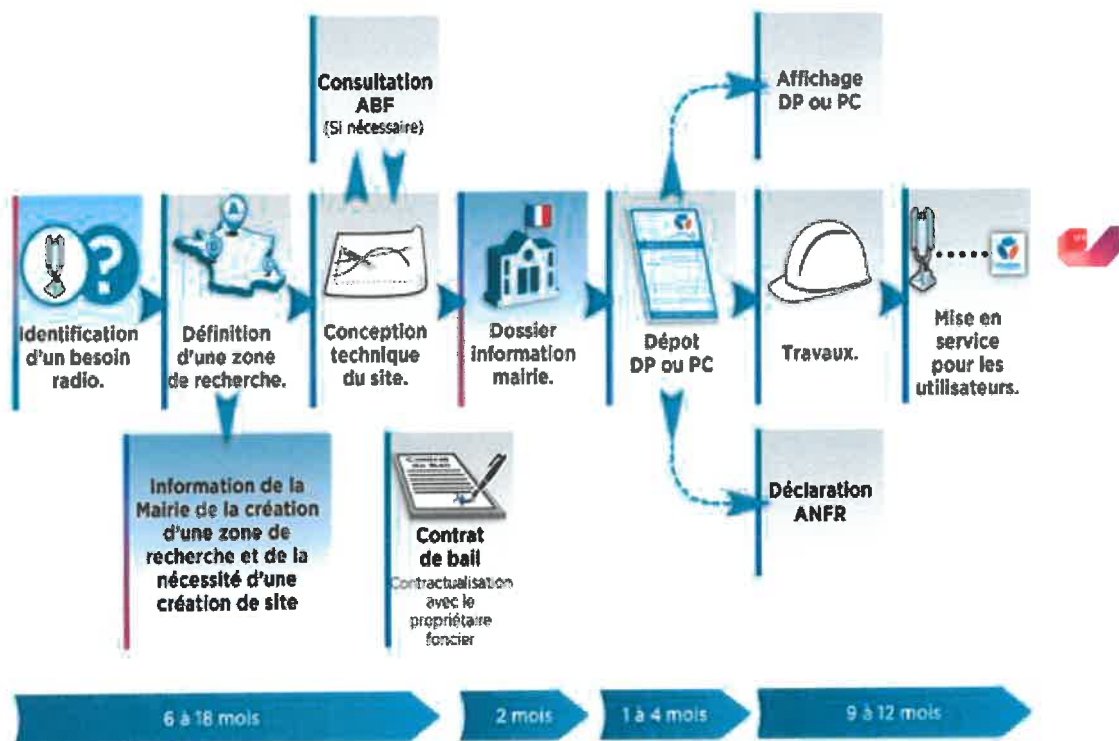 Consultation
ABF
(Si nécessaire)
Affichage
DP ou PC
Identification
d'un besoin
radio.
Définition
d'une zone
de recherche.
Conception
technique
du site.
Dossier
information
mairie.
Dépot
DP ou PC
Travaux.
Mise en
service
pour les
utilisateurs.
Information de la
Mairie de la création
d'une zone de
recherche et de la
nécessité d'une
création de site
Contrat
de bail
Contractualisation
avec le
propriétaire
foncier
Déclaration
ANFR
6 à 18 mois
2 mois
1 à 4 mois
9 à 12 mois